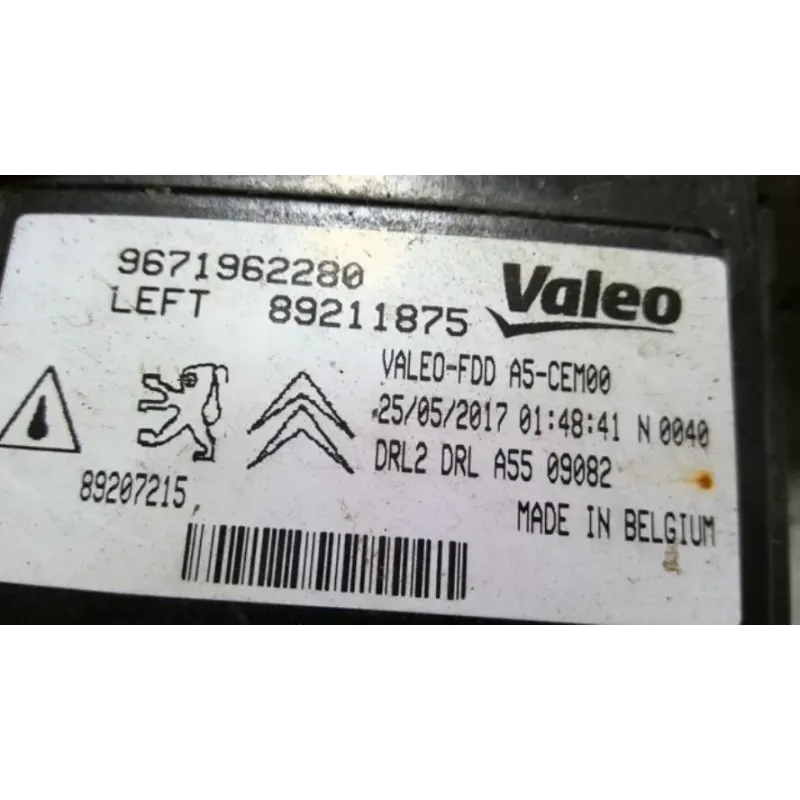 9671962280
LEFT 89211875
Valeo
VALEO-FDD A5-CEM00
25/05/2017 01:48:41 N 0040
DRL2 DRL A55 09082
89207215
MADE IN BELGIUM